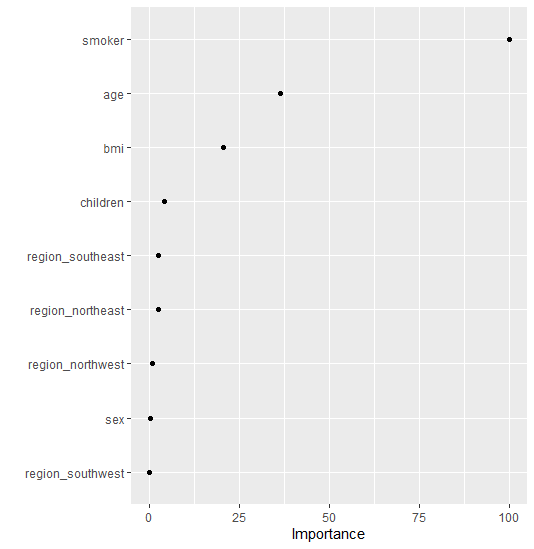 smoker
age
bmi
children
region_southeast
region_northeast
region_northwest
sex
region_southwest
0 25 50 75 100
Importance